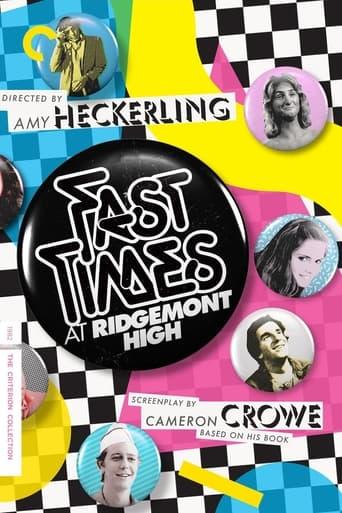 DIRECTED BY
AMY HECKERLING
FAST
TIMES
AT RIDGEMONT
HIGH
SCREENPLAY BY
CAMERON CROWE
BASED ON HIS BOOK
1982 THE CRITERION COLLECTION